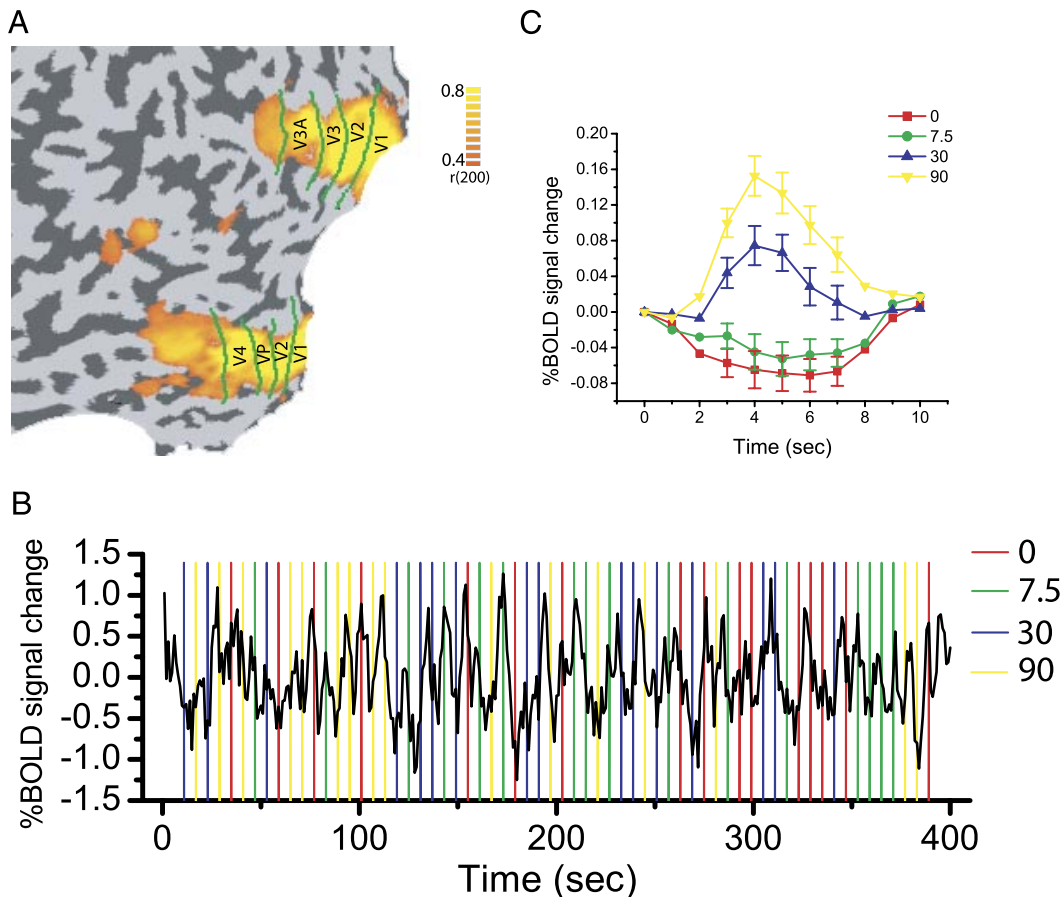 A
0.8
0.4
r(200)
V3A
V3
V2
V1
V4
VP
V2
V1
C
0
7.5
30
90
%BOLD signal change
0.20
0.16
0.12
0.08
0.04
0.00
-0.04
-0.08
0 2 4 6 8 10
Time (sec)
B
%BOLD signal change
1.5
1.0
0.5
0.0
-0.5
-1.0
-1.5
0 100 200 300 400
Time (sec)
0
7.5
30
90